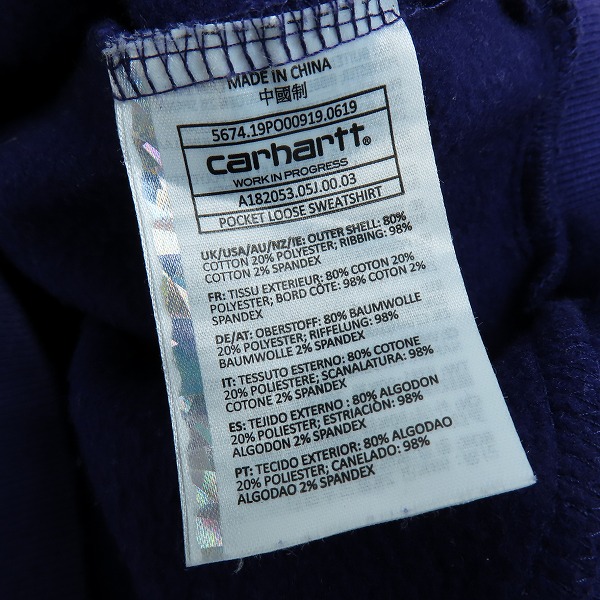 MADE IN CHINA
中國制
5674.19PO00919.0619
carhartt®
WORK IN PROGRESS
A182053.05J.00.03
POCKET LOOSE SWEATSHIRT
UK/USA/AU/NZ/IE: OUTER SHELL: 80%
COTTON 20% POLYESTER; RIBBING: 98%
COTTON 2% SPANDEX
FR: TISSU EXTERIEUR: 80% COTON 20%
POLYESTER; BORD CÔTE: 98% COTON 2%
SPANDEX
DE/AT: OBERSTOFF: 80% BAUMWOLLE
20% POLYESTER, RIFFELUNG: 98%
BAUMWOLLE 2% SPANDEX
IT: TESSUTO ESTERNO: 80% COTONE
20% POLIESTERE; SCANALATURA: 98%
COTONE 2% SPANDEX
ES: TEJIDO EXTERNO : 80% ALGODON
20% POLIESTER; ESTRIACIÓN: 98%
ALGODON 2% SPANDEX
PT: TECIDO EXTERIOR: 80% ALGODAO
20% POLIÉSTER; CANELADO: 98%
ALGODAO 2% SPANDEX